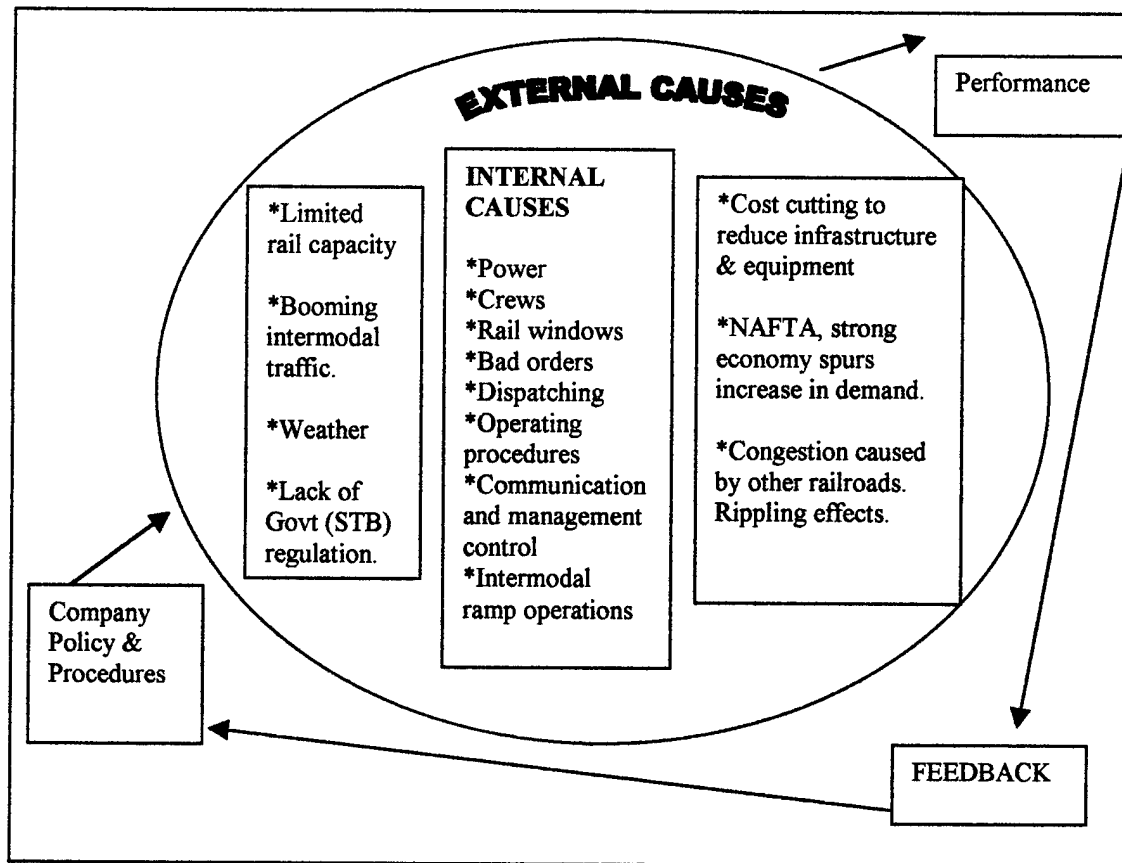 EXTERNAL CAUSES
Performance
*Limited
rail capacity
*Booming
intermodal
traffic.
*Weather
*Lack of
Govt (STB)
regulation.
INTERNAL
CAUSES
*Power
*Crews
*Rail windows
*Bad orders
*Dispatching
*Operating
procedures
*Communication
and management
control
*Intermodal
ramp operations
*Cost cutting to
reduce infrastructure
& equipment
*NAFTA, strong
economy spurs
increase in demand.
*Congestion caused
by other railroads.
Rippling effects.
Company
Policy &
Procedures
FEEDBACK